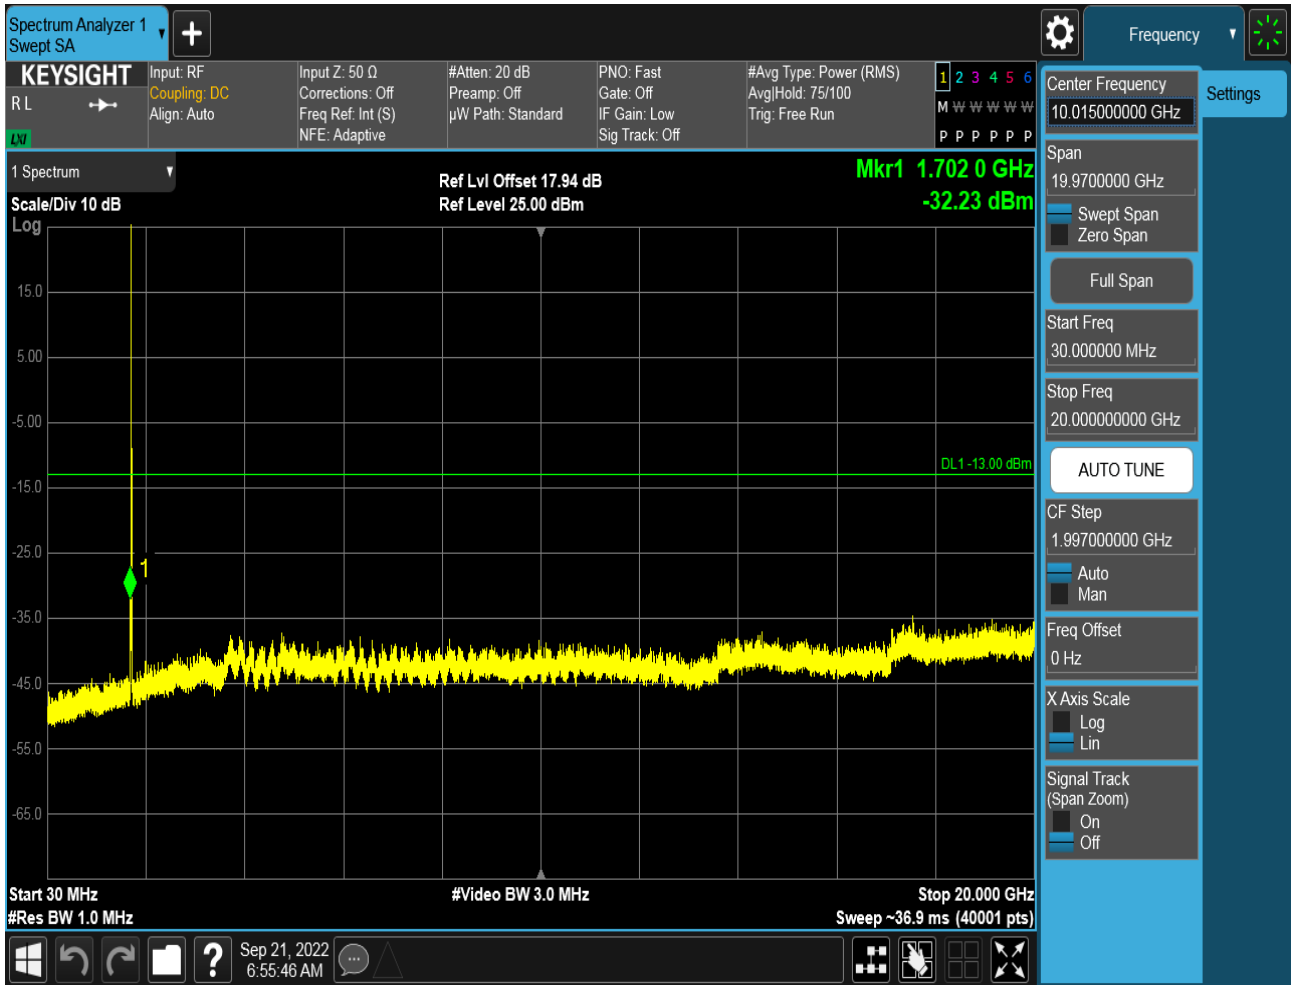 Spectrum Analyzer 1
Swept SA
Frequency
KEYSIGHT
R L
LXI
Input: RF
Coupling: DC
Align: Auto
Input Z: 50 Ω
Corrections: Off
Freq Ref: Int (S)
NFE: Adaptive
#Atten: 20 dB
Preamp: Off
µW Path: Standard
PNO: Fast
Gate: Off
IF Gain: Low
Sig Track: Off
#Avg Type: Power (RMS)
Avg|Hold: 75/100
Trig: Free Run
1 2 3 4 5 6
M W W W W W
P P P P P P
1 Spectrum
Scale/Div 10 dB
Log
Ref Lvl Offset 17.94 dB
Ref Level 25.00 dBm
Mkr1 1.702 0 GHz
-32.23 dBm
15.0
5.00
-5.00
-15.0
-25.0
-35.0
-45.0
-55.0
-65.0
DL1 -13.00 dBm
1
Start 30 MHz
#Res BW 1.0 MHz
#Video BW 3.0 MHz
Stop 20.000 GHz
Sweep ~36.9 ms (40001 pts)
Sep 21, 2022
6:55:46 AM
Center Frequency
10.015000000 GHz
Settings
Span
19.9700000 GHz
Swept Span
Zero Span
Full Span
Start Freq
30.000000 MHz
Stop Freq
20.000000000 GHz
AUTO TUNE
CF Step
1.997000000 GHz
Auto
Man
Freq Offset
0 Hz
X Axis Scale
Log
Lin
Signal Track
(Span Zoom)
On
Off